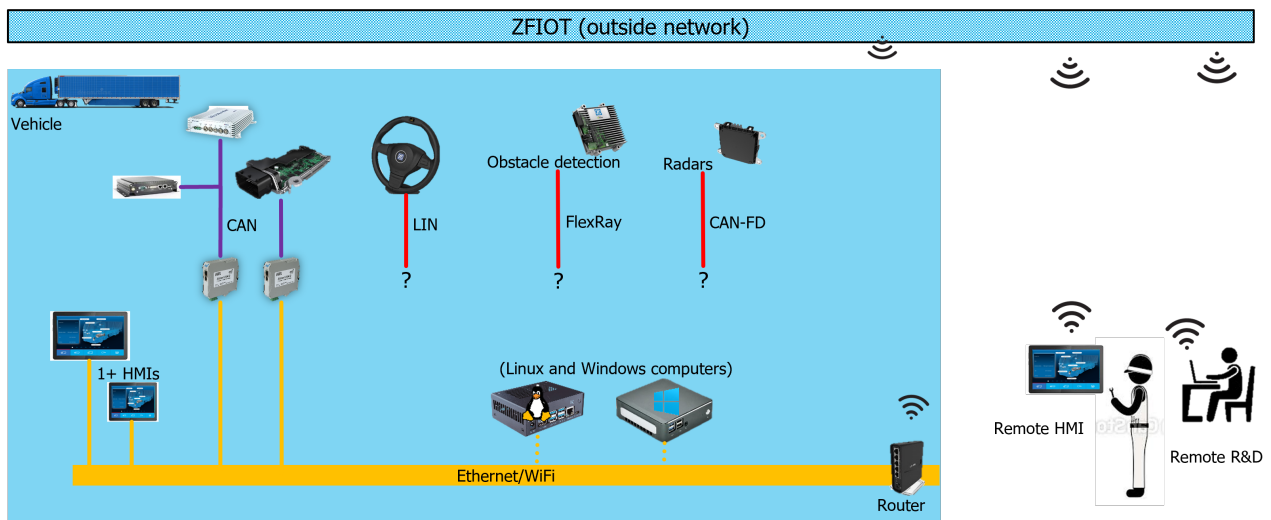 ZFIOT (outside network)
Vehicle
Obstacle detection
Radars
CAN
LIN
FlexRay
CAN-FD
?
?
?
1+ HMIs
(Linux and Windows computers)
Remote HMI
Remote R&D
Ethernet/WiFi
Router